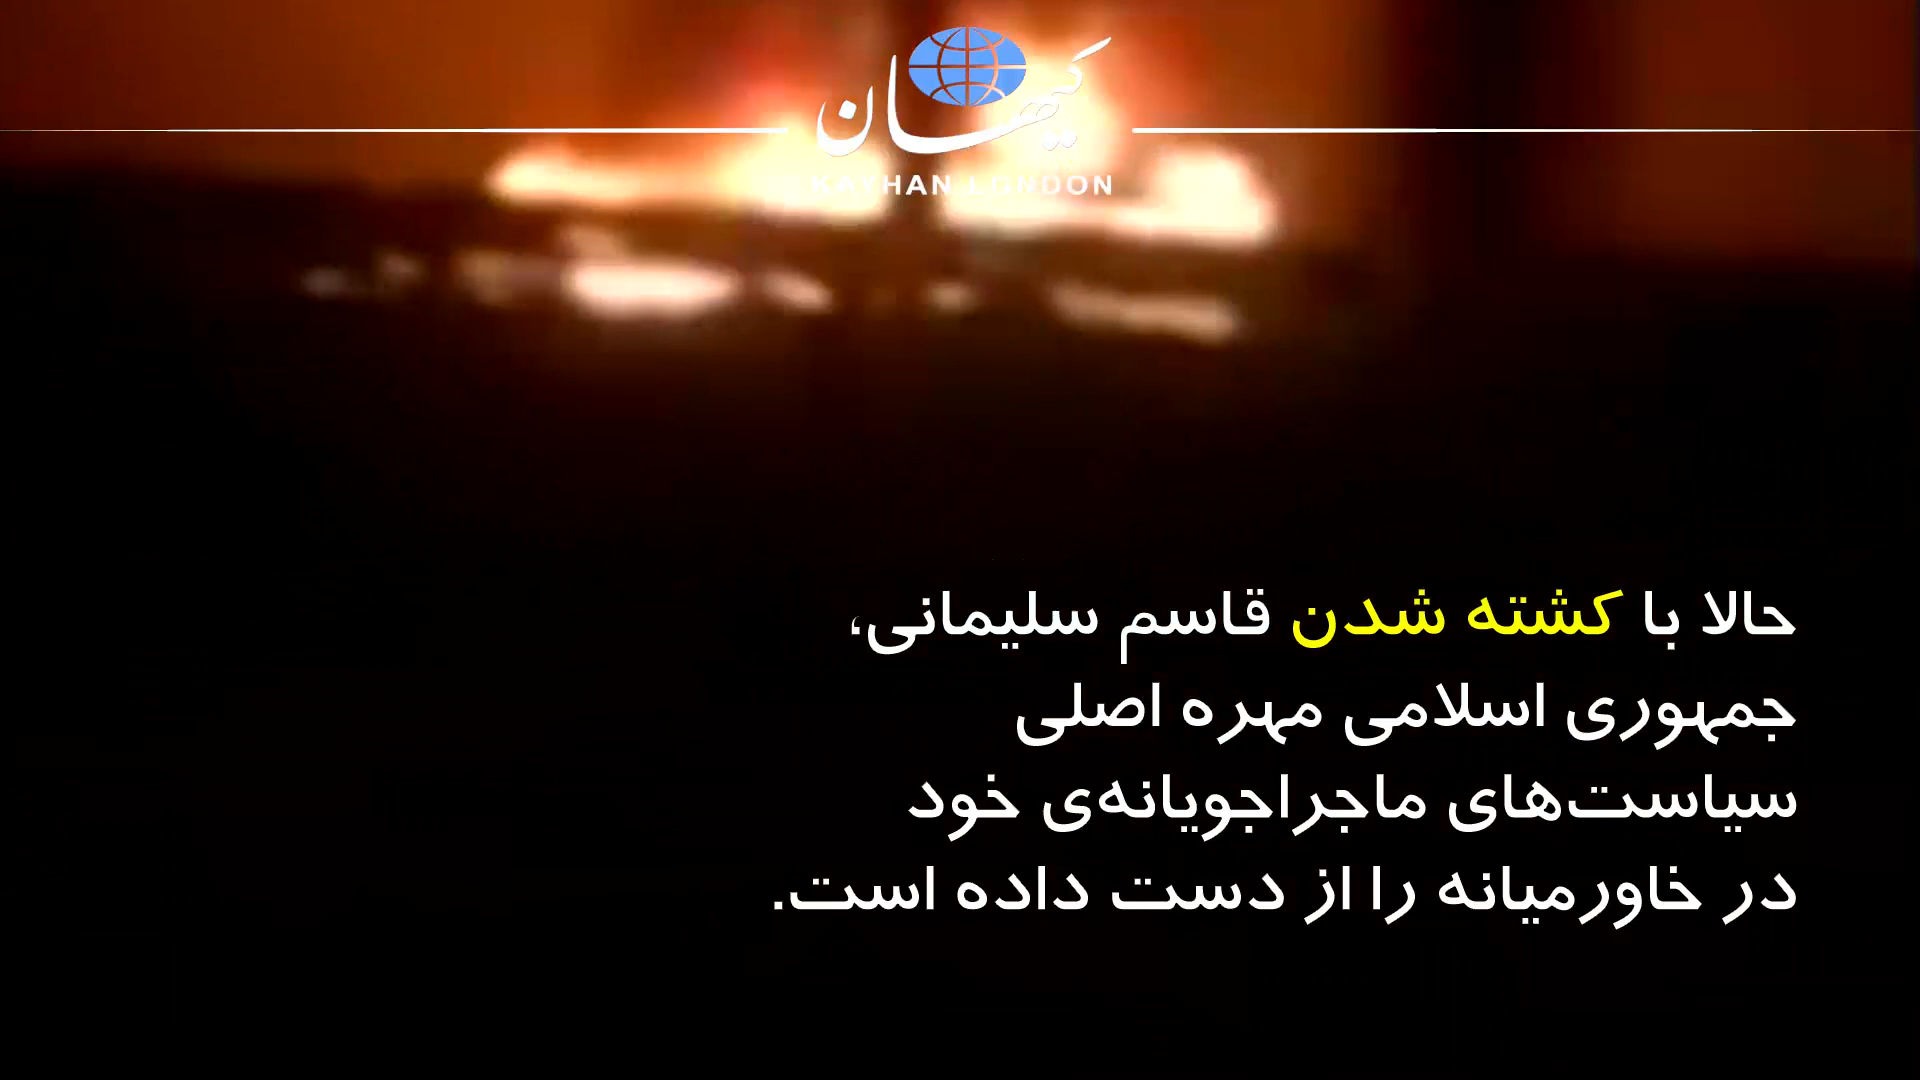 کیهان
KAYHAN LONDON
حالا با کشته شدن قاسم سلیمانی،
جمهوری اسلامی مهره اصلی
سیاست‌های ماجراجویانه‌ی خود
در خاورمیانه را از دست داده است.